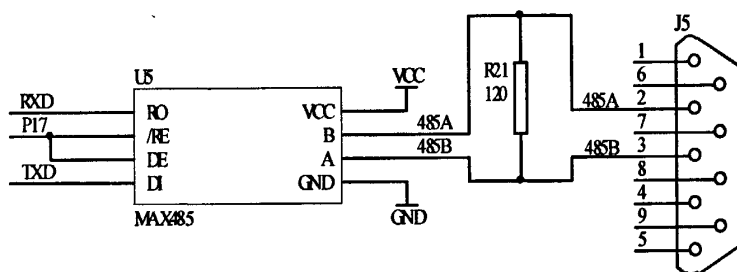 J5
U5
VCC
R21
120
1
6
2
7
3
8
4
9
5
RXD
P17
TXD
RO
/RE
DE
DI
VCC
B
A
GND
485A
485B
485A
485B
GND
MAX485